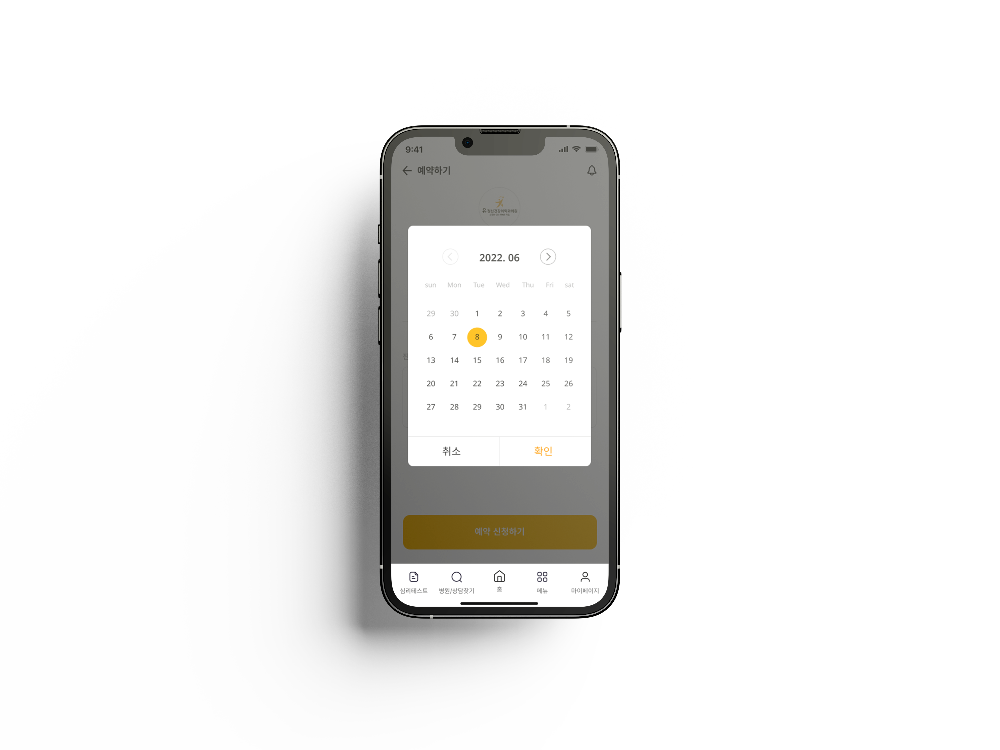 9:41
예약하기
유 정신건강의학과의원
2022. 06
sun Mon Tue Wed Thu Fri sat
29 30 1 2 3 4 5
6 7 8 9 10 11 12
13 14 15 16 17 18 19
20 21 22 23 24 25 26
27 28 29 30 31 1 2
취소 확인
예약 신청하기
심리테스트 병원/상담찾기 홈 메뉴 마이페이지